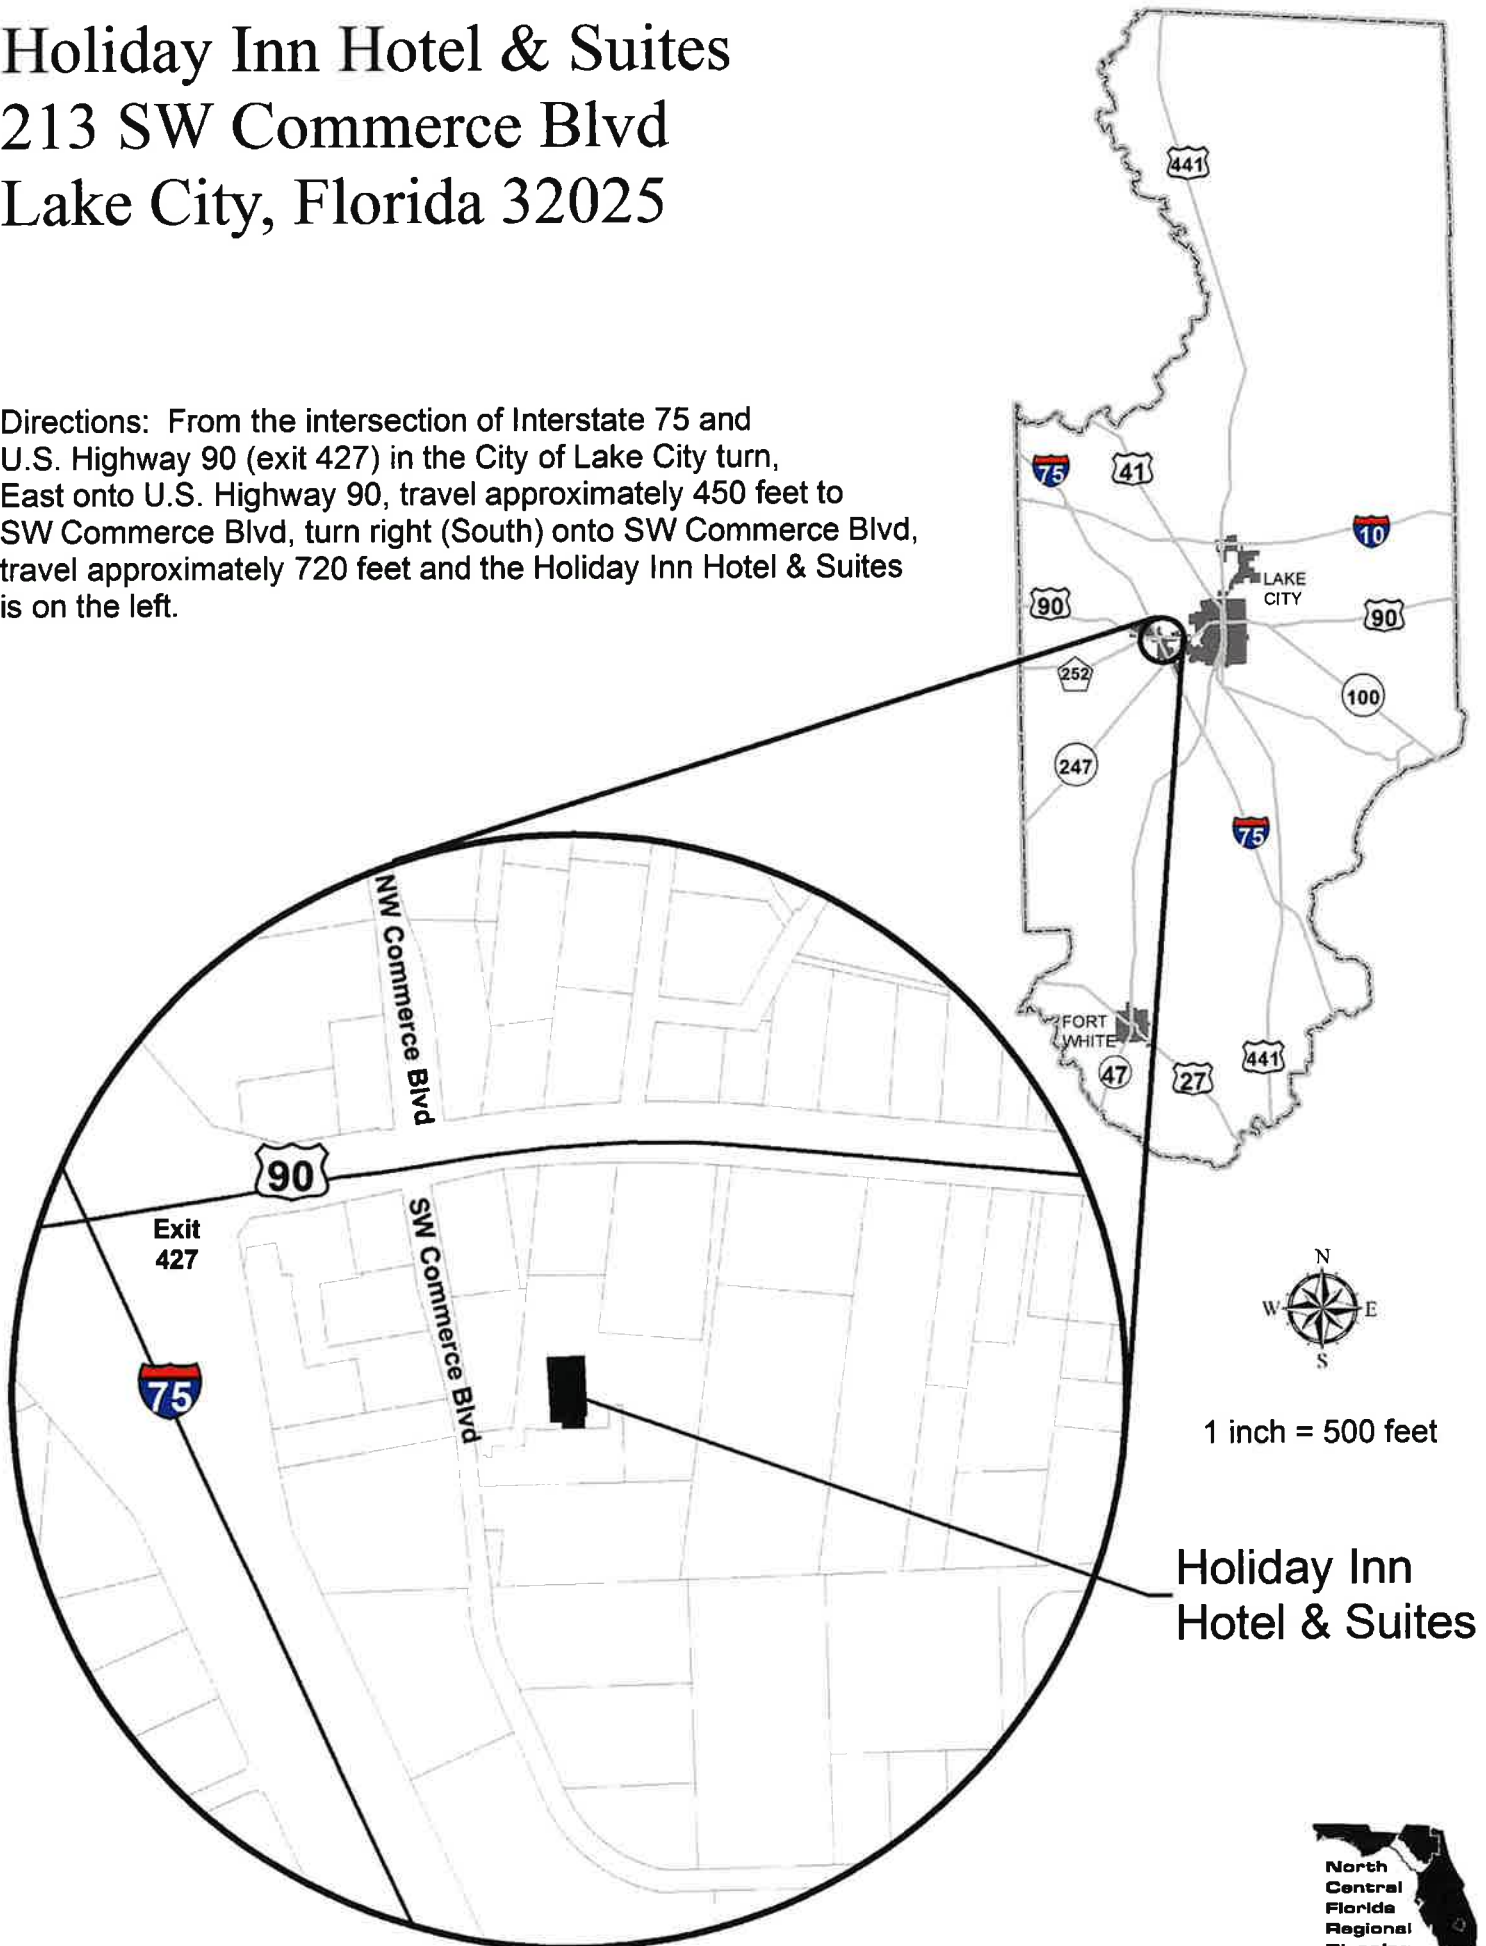 Holiday Inn Hotel & Suites
213 SW Commerce Blvd
Lake City, Florida 32025
Directions: From the intersection of Interstate 75 and
U.S. Highway 90 (exit 427) in the City of Lake City turn,
East onto U.S. Highway 90, travel approximately 450 feet to
SW Commerce Blvd, turn right (South) onto SW Commerce Blvd,
travel approximately 720 feet and the Holiday Inn Hotel & Suites
is on the left.
441
75
41
10
LAKE
CITY
90
90
252
100
247
75
FORT
WHITE
47
27
441
NW Commerce Blvd
90
Exit
427
SW Commerce Blvd
75
N
W
E
S
1 inch = 500 feet
Holiday Inn
Hotel & Suites
North
Central
Florida
Regional